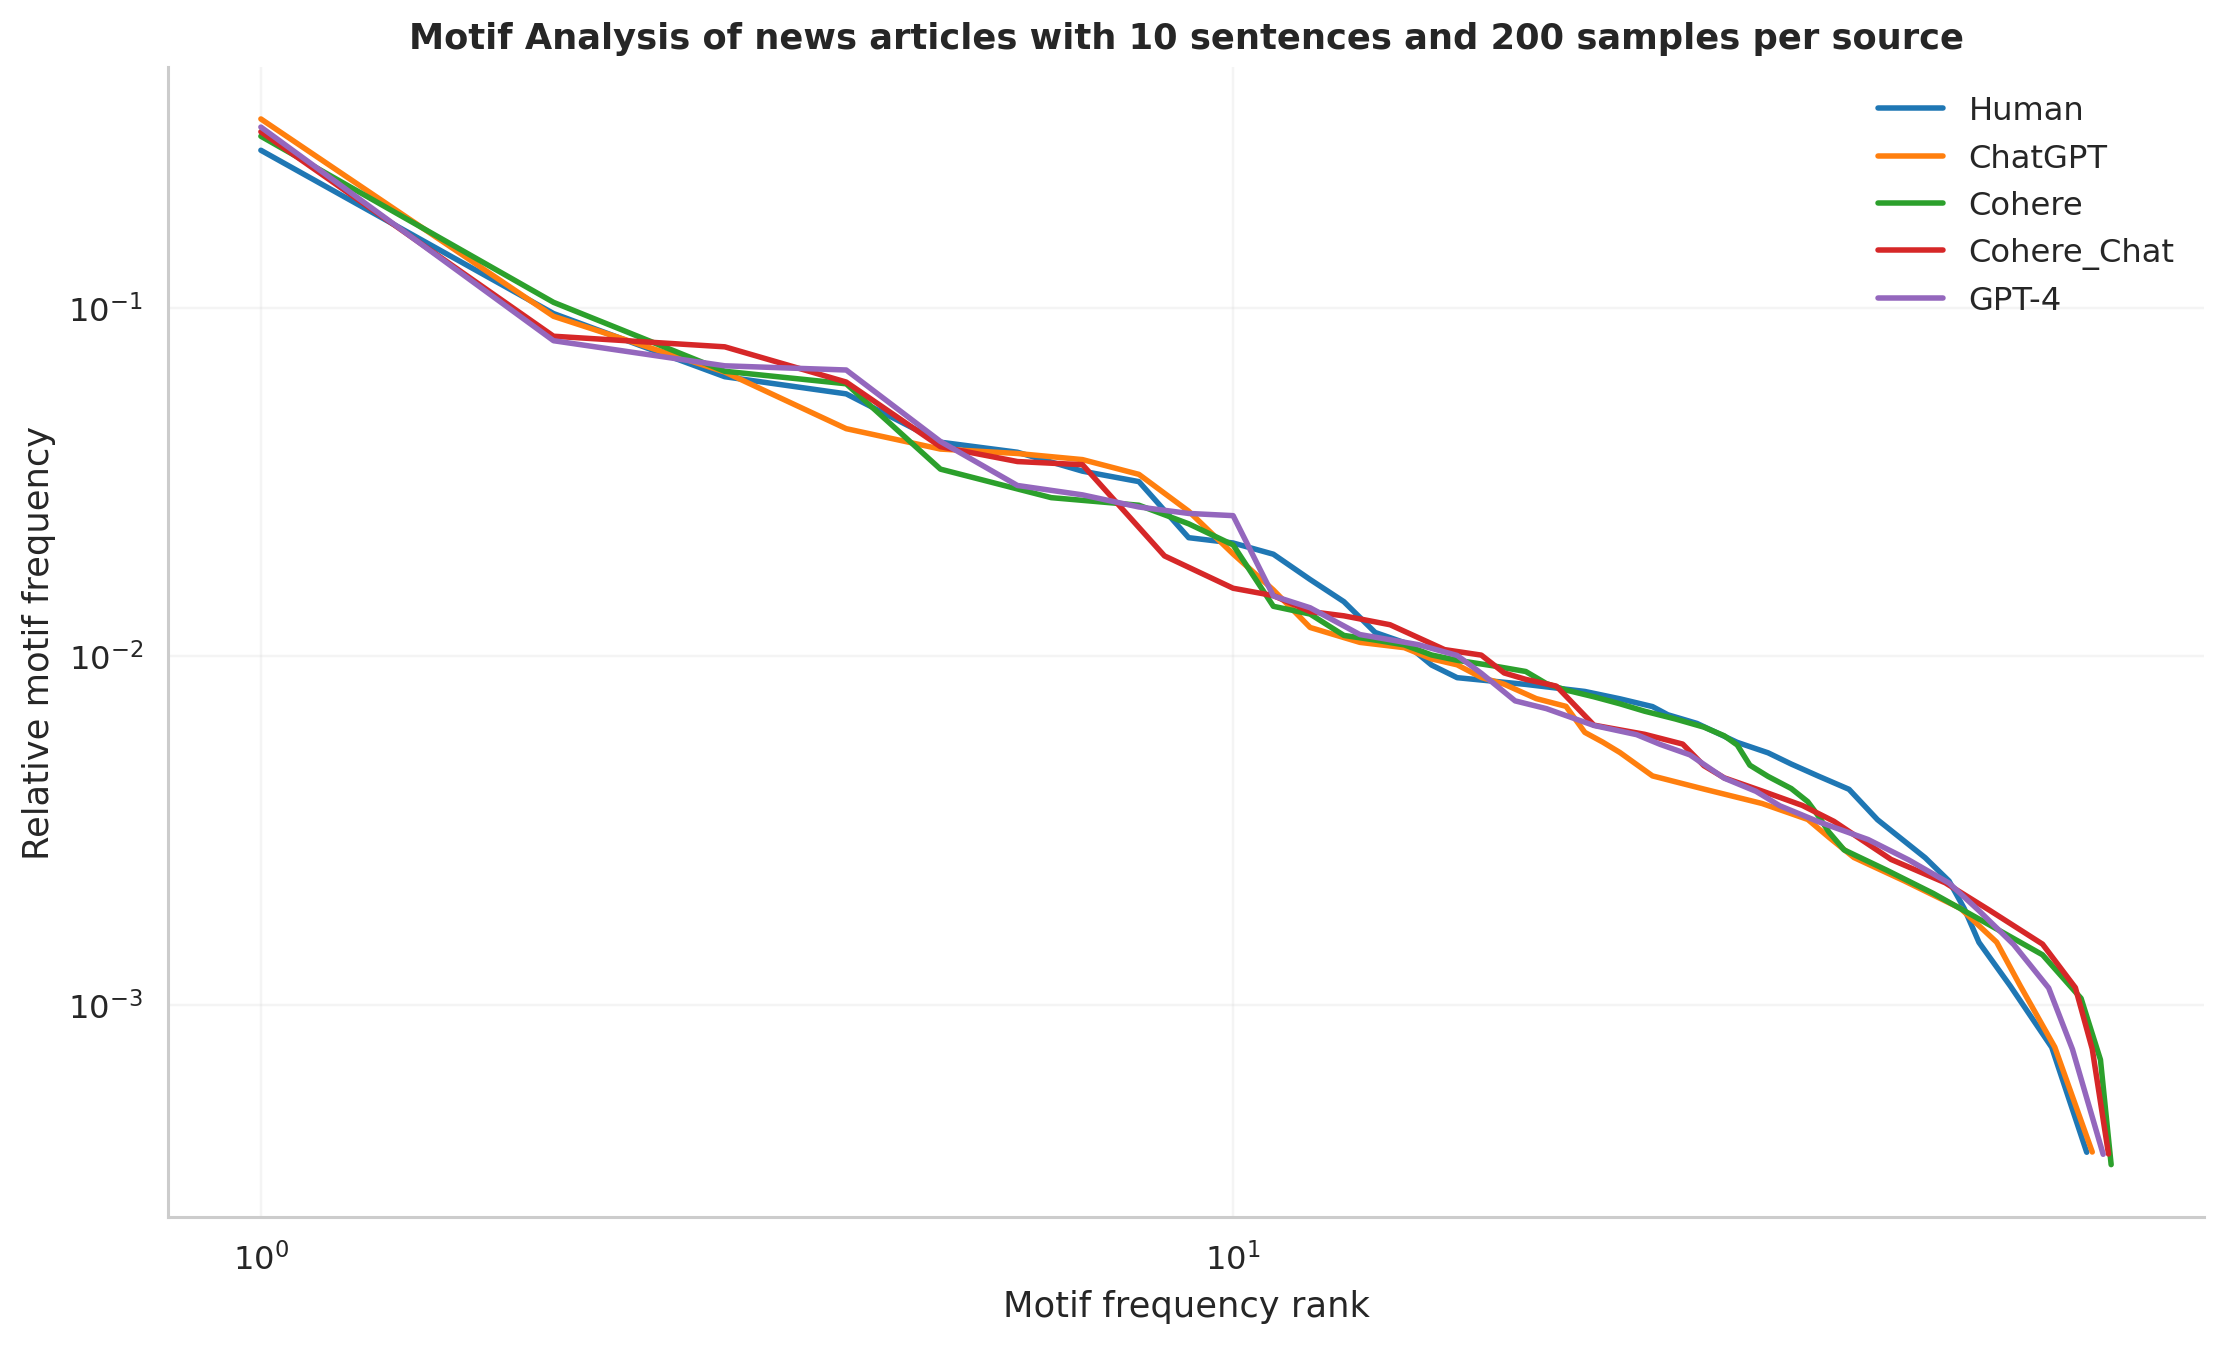 Motif Analysis of news articles with 10 sentences and 200 samples per source
Human
ChatGPT
Cohere
Cohere_Chat
GPT-4
Relative motif frequency
10⁻¹
10⁻²
10⁻³
10⁰
10¹
Motif frequency rank